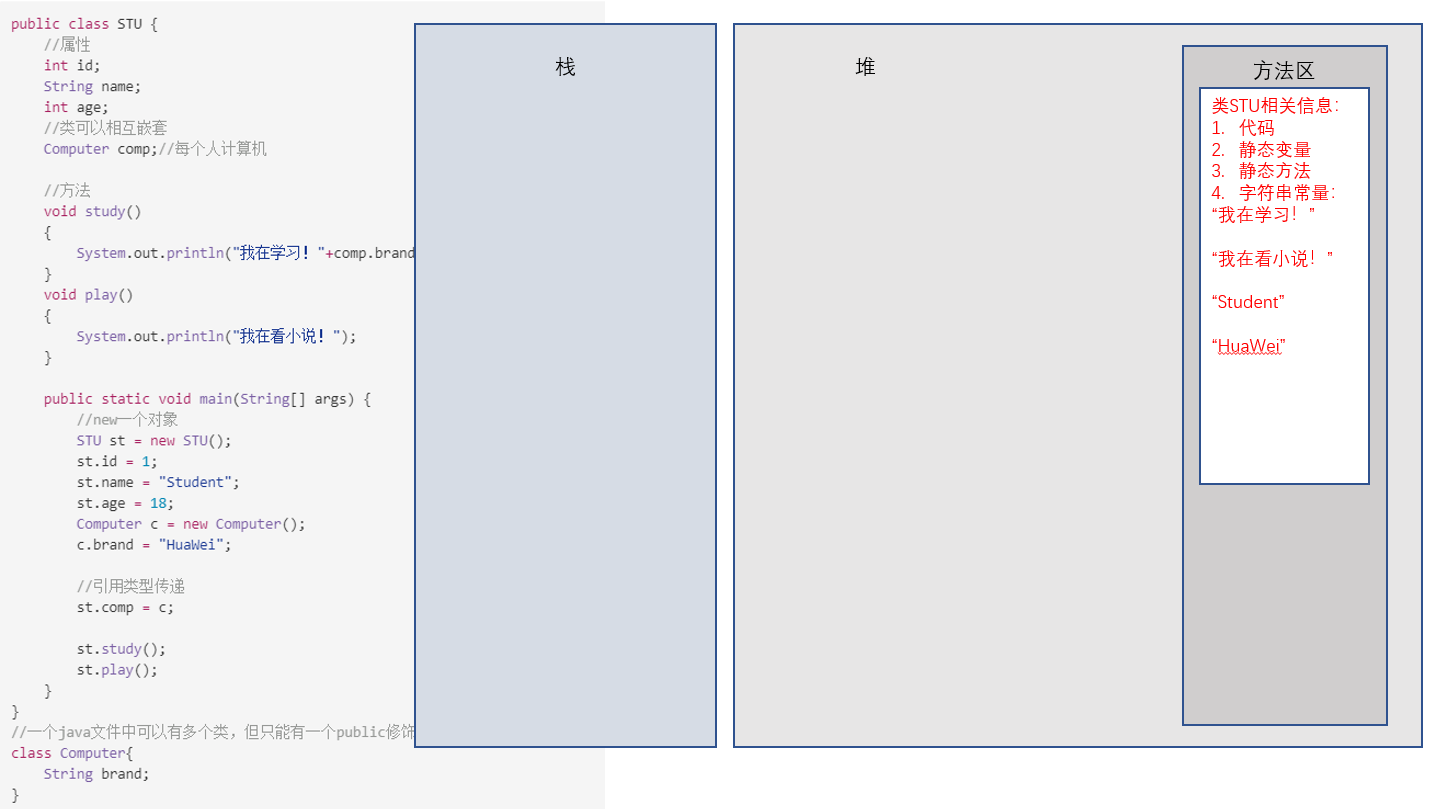 public class STU {
//属性
int id;
String name;
int age;
//类可以相互嵌套
Computer comp;//每个人计算机
//方法
void study()
{
System.out.println("我在学习！"+comp.brand
}
void play()
{
System.out.println("我在看小说！");
}
public static void main(String[] args) {
//new一个对象
STU st = new STU();
st.id = 1;
st.name = "Student";
st.age = 18;
Computer c = new Computer();
c.brand = "HuaWei";
//引用类型传递
st.comp = c;
st.study();
st.play();
}
}
//一个java文件中可以有多个类，但只能有一个public修饰
class Computer{
String brand;
}
栈
堆
方法区
类STU相关信息：
1. 代码
2. 静态变量
3. 静态方法
4. 字符串常量：
“我在学习！”
“我在看小说！”
“Student”
“HuaWei”